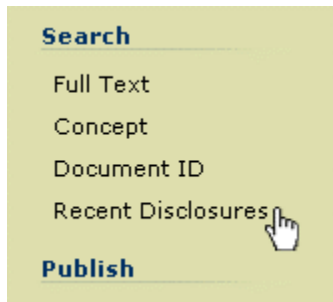 Search
Full Text
Concept
Document ID
Recent Disclosures
Publish